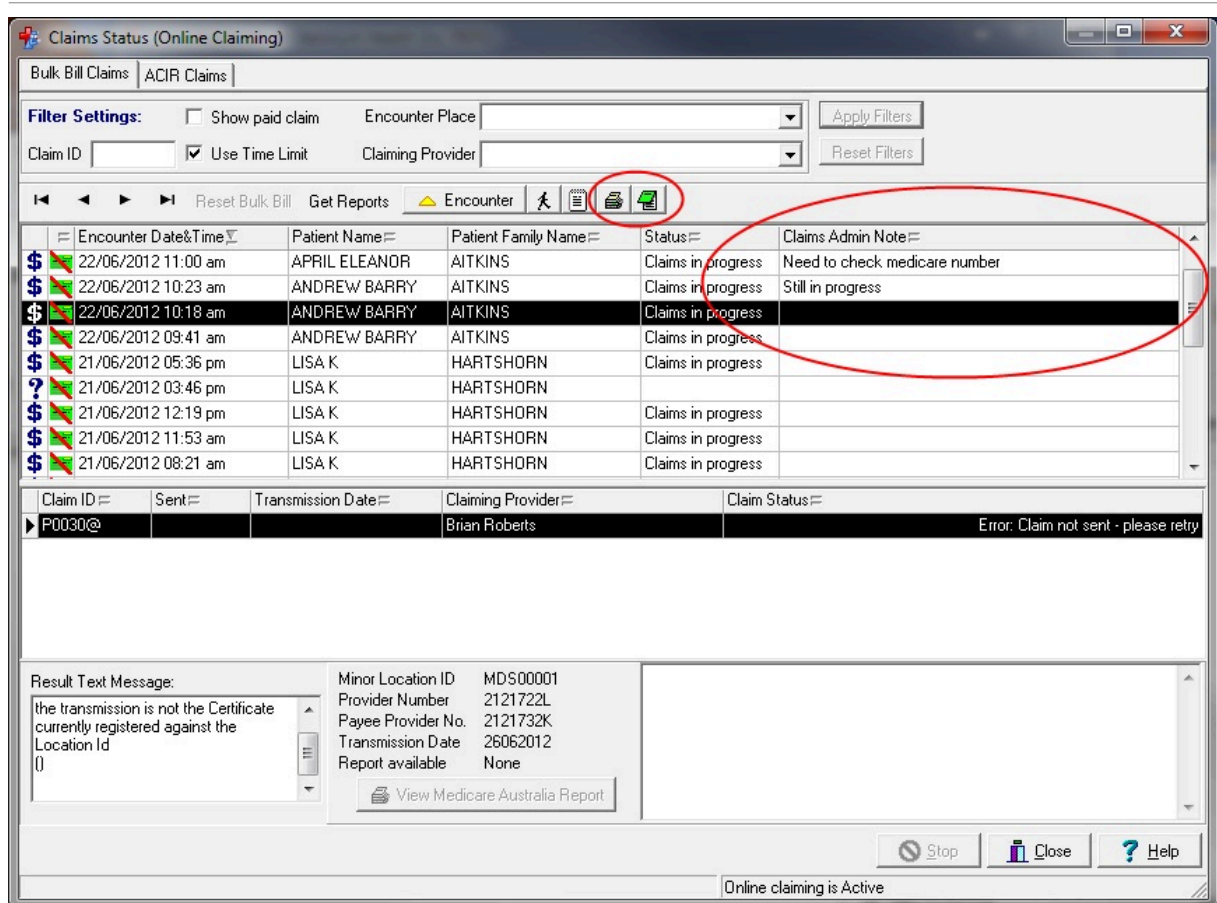 Claims Status (Online Claiming)
Bulk Bill Claims ACIR Claims
Filter Settings: Show paid claim Encounter Place Apply Filters
Claim ID Use Time Limit Claiming Provider Reset Filters
Reset Bulk Bill Get Reports Encounter
Encounter Date&Time Patient Name Patient Family Name Status Claims Admin Note
$ 22/06/2012 11:00 am APRIL ELEANOR AITKINS Claims in progress Need to check medicare number
$ 22/06/2012 10:23 am ANDREW BARRY AITKINS Claims in progress Still in progress
$ 22/06/2012 10:18 am ANDREW BARRY AITKINS Claims in progress
$ 22/06/2012 09:41 am ANDREW BARRY AITKINS Claims in progress
$ 21/06/2012 05:36 pm LISA K HARTSHORN Claims in progress
? 21/06/2012 03:46 pm LISA K HARTSHORN
$ 21/06/2012 12:19 pm LISA K HARTSHORN Claims in progress
$ 21/06/2012 11:53 am LISA K HARTSHORN Claims in progress
$ 21/06/2012 08:21 am LISA K HARTSHORN Claims in progress
Claim ID Sent Transmission Date Claiming Provider Claim Status
P0030@ Brian Roberts Error: Claim not sent - please retry
Result Text Message:
the transmission is not the Certificate
currently registered against the
Location Id
()
Minor Location ID MDS00001
Provider Number 2121722L
Payee Provider No. 2121732K
Transmission Date 26062012
Report available None
View Medicare Australia Report
Stop Close ? Help
Online claiming is Active